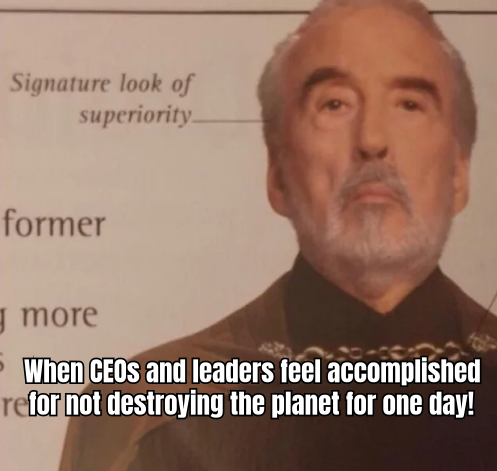 Signature look of
superiority
former
more
When CEOs and leaders feel accomplished
for not destroying the planet for one day!